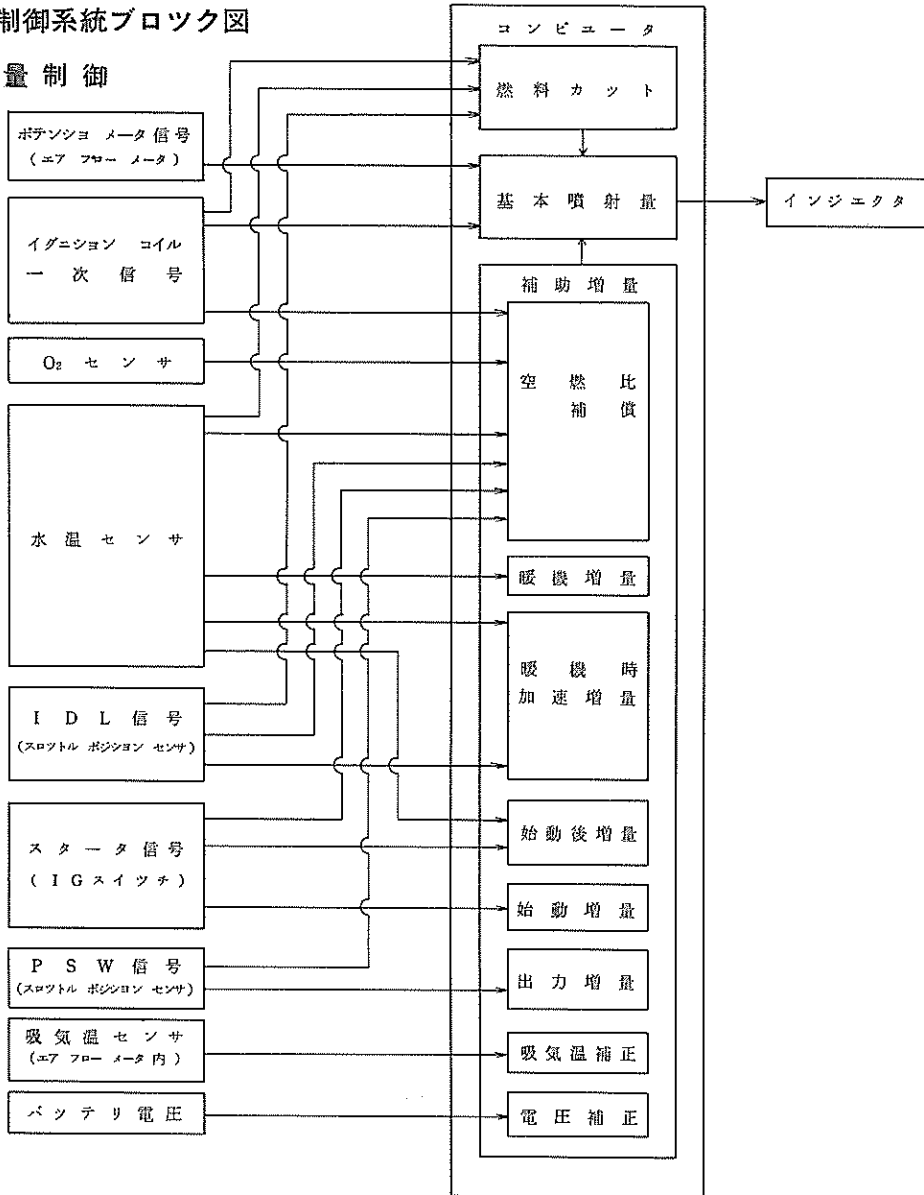 制御系統ブロツク図
量制御
コンピュータ
燃料カット
ポテンショ メータ信号
(エア フロー メータ)
基本噴射量
インジエクタ
イグニション コイル
一次信号
補助増量
O₂ センサ
空燃比
補償
水温センサ
暖機増量
暖機時
加速増量
IDL信号
(スロツトル ポジション センサ)
スタータ信号
(IGスイツチ)
始動後増量
始動増量
PSW信号
(スロツトル ポジション センサ)
出力増量
吸気温センサ
(エア フロー メータ内)
吸気温補正
バッテリ電圧
電圧補正